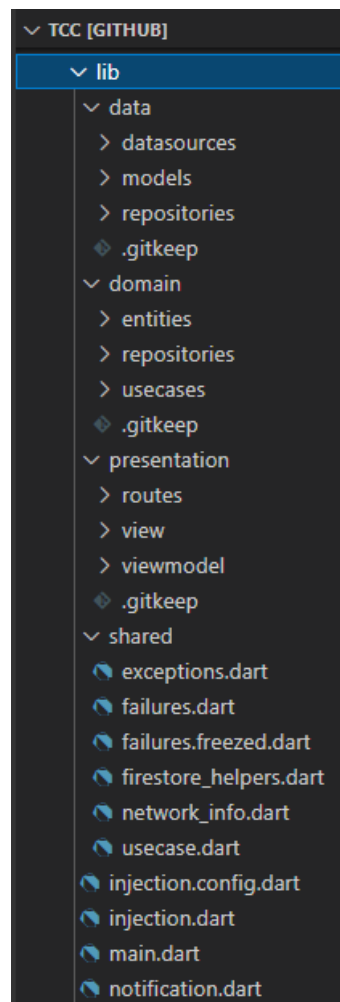 TCC [GITHUB]
lib
data
datasources
models
repositories
.gitkeep
domain
entities
repositories
usecases
.gitkeep
presentation
routes
view
viewmodel
.gitkeep
shared
exceptions.dart
failures.dart
failures.freezed.dart
firestore_helpers.dart
network_info.dart
usecase.dart
injection.config.dart
injection.dart
main.dart
notification.dart